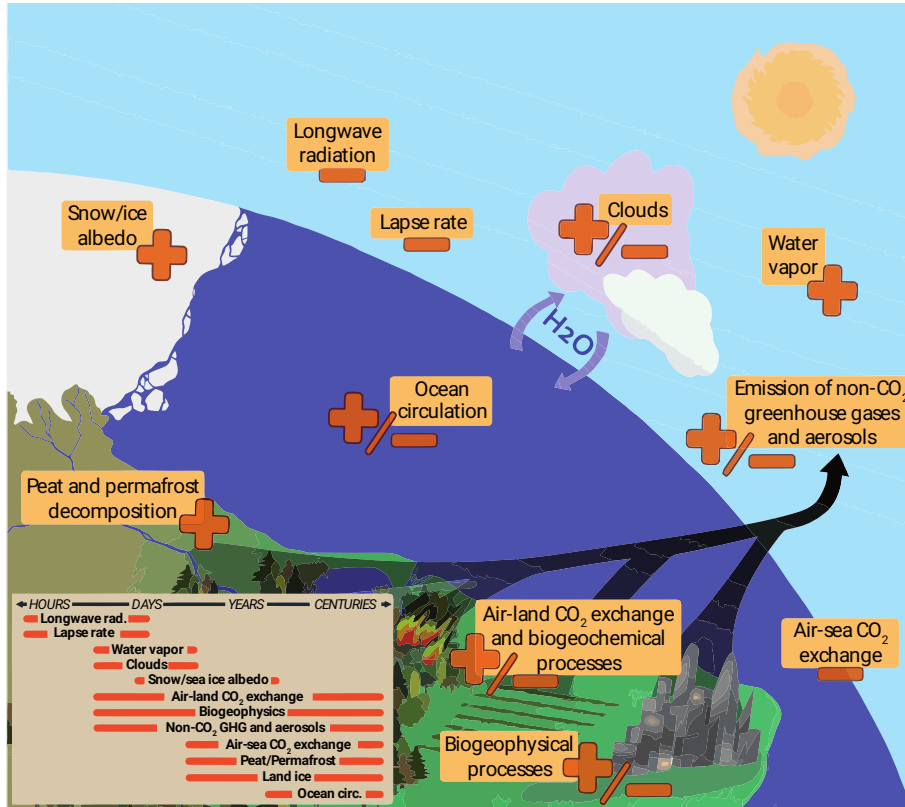 Longwave
radiation
Snow/ice
albedo
Lapse rate
Clouds
Water
vapor
H2O
Ocean
circulation
Emission of non-CO₂
greenhouse gases
and aerosols
Peat and permafrost
decomposition
Air-land CO₂ exchange
and biogeochemical
processes
Air-sea CO₂
exchange
Biogeophysical
processes
HOURS DAYS YEARS CENTURIES
Longwave rad.
Lapse rate
Water vapor
Clouds
Snow/sea ice albedo
Air-land CO₂ exchange
Biogeophysics
Non-CO₂ GHG and aerosols
Air-sea CO₂ exchange
Peat/Permafrost
Land ice
Ocean circ.